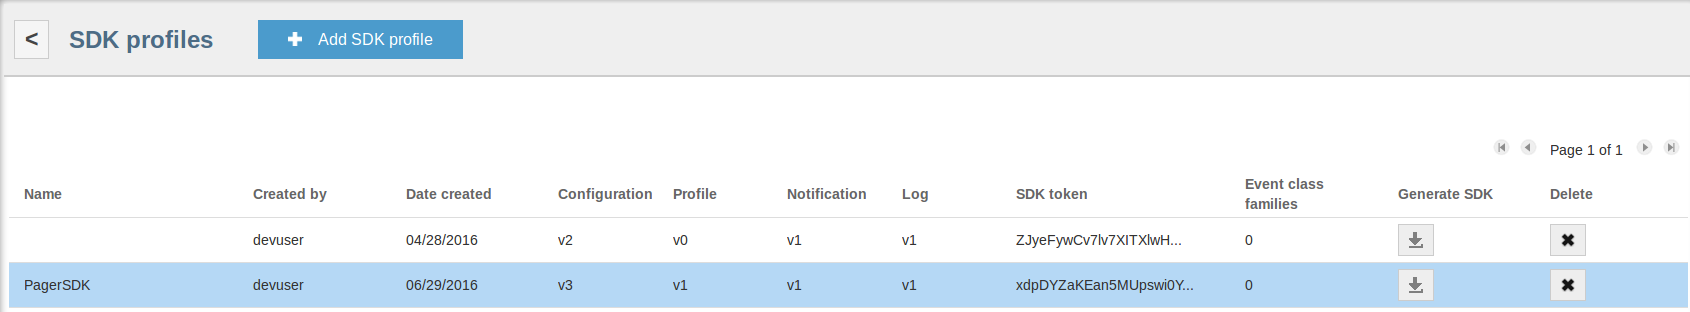 < SDK profiles + Add SDK profile
Page 1 of 1
Name Created by Date created Configuration Profile Notification Log SDK token Event class families Generate SDK Delete
devuser 04/28/2016 v2 v0 v1 v1 ZJyeFywCv7lv7XITXlwH... 0
PagerSDK devuser 06/29/2016 v3 v1 v1 v1 xdpDYZaKEan5MUpswi0Y... 0